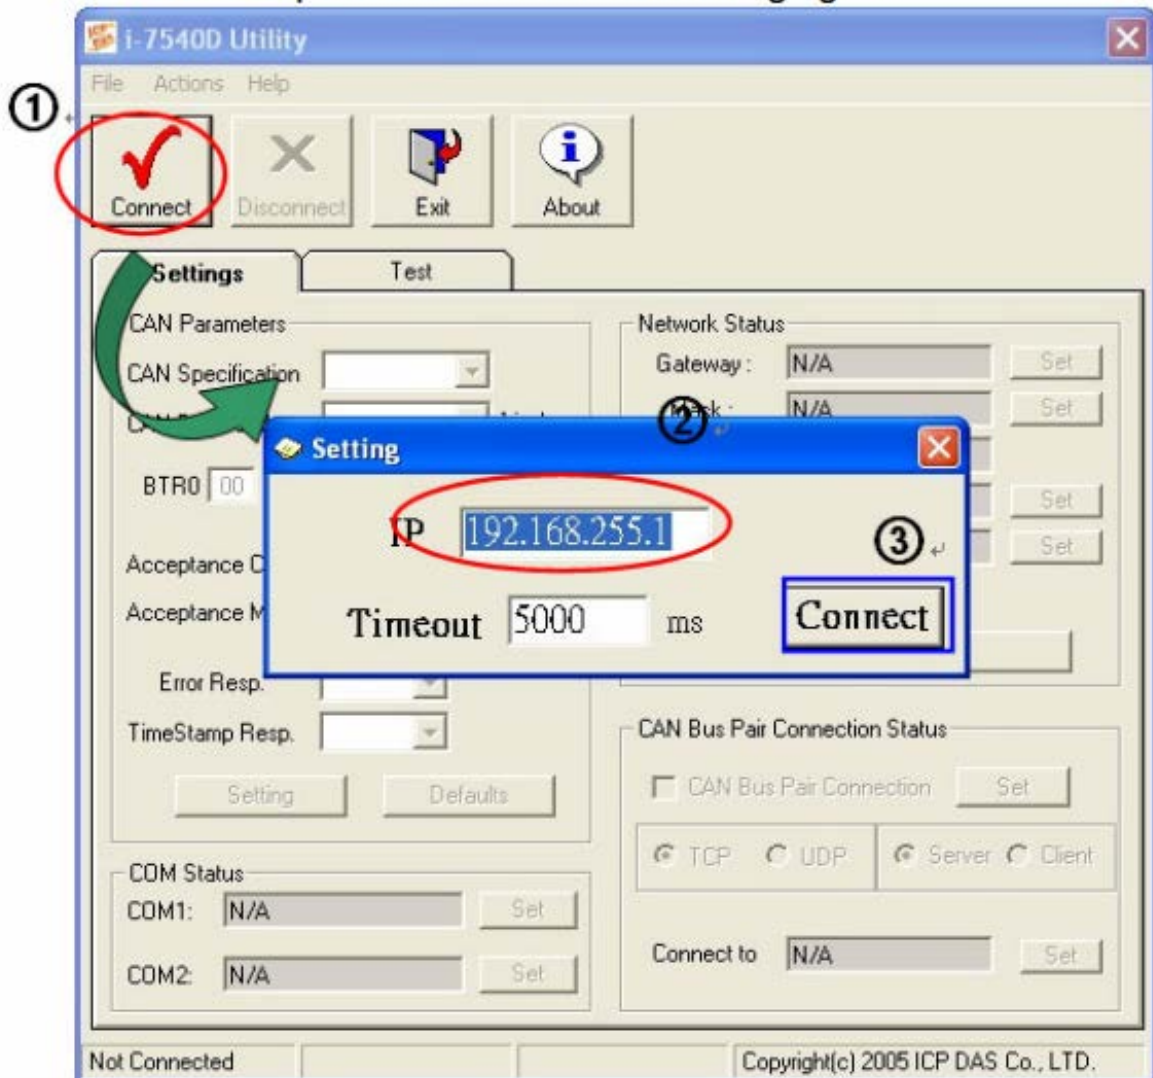 i-7540D Utility
File Actions Help
①
Connect Disconnect Exit About
Settings Test
CAN Parameters
CAN Specification
BTR0 00
Acceptance
Acceptance
Error Resp.
TimeStamp Resp.
Setting Defaults
COM Status
COM1: N/A Set
COM2: N/A Set
Network Status
Gateway : N/A Set
N/A Set
Set
Set
②
Setting
IP 192.168.255.1
③
Timeout 5000 ms Connect
CAN Bus Pair Connection Status
CAN Bus Pair Connection Set
TCP UDP Server Client
Connect to N/A Set
Not Connected Copyright(c) 2005 ICP DAS Co., LTD.